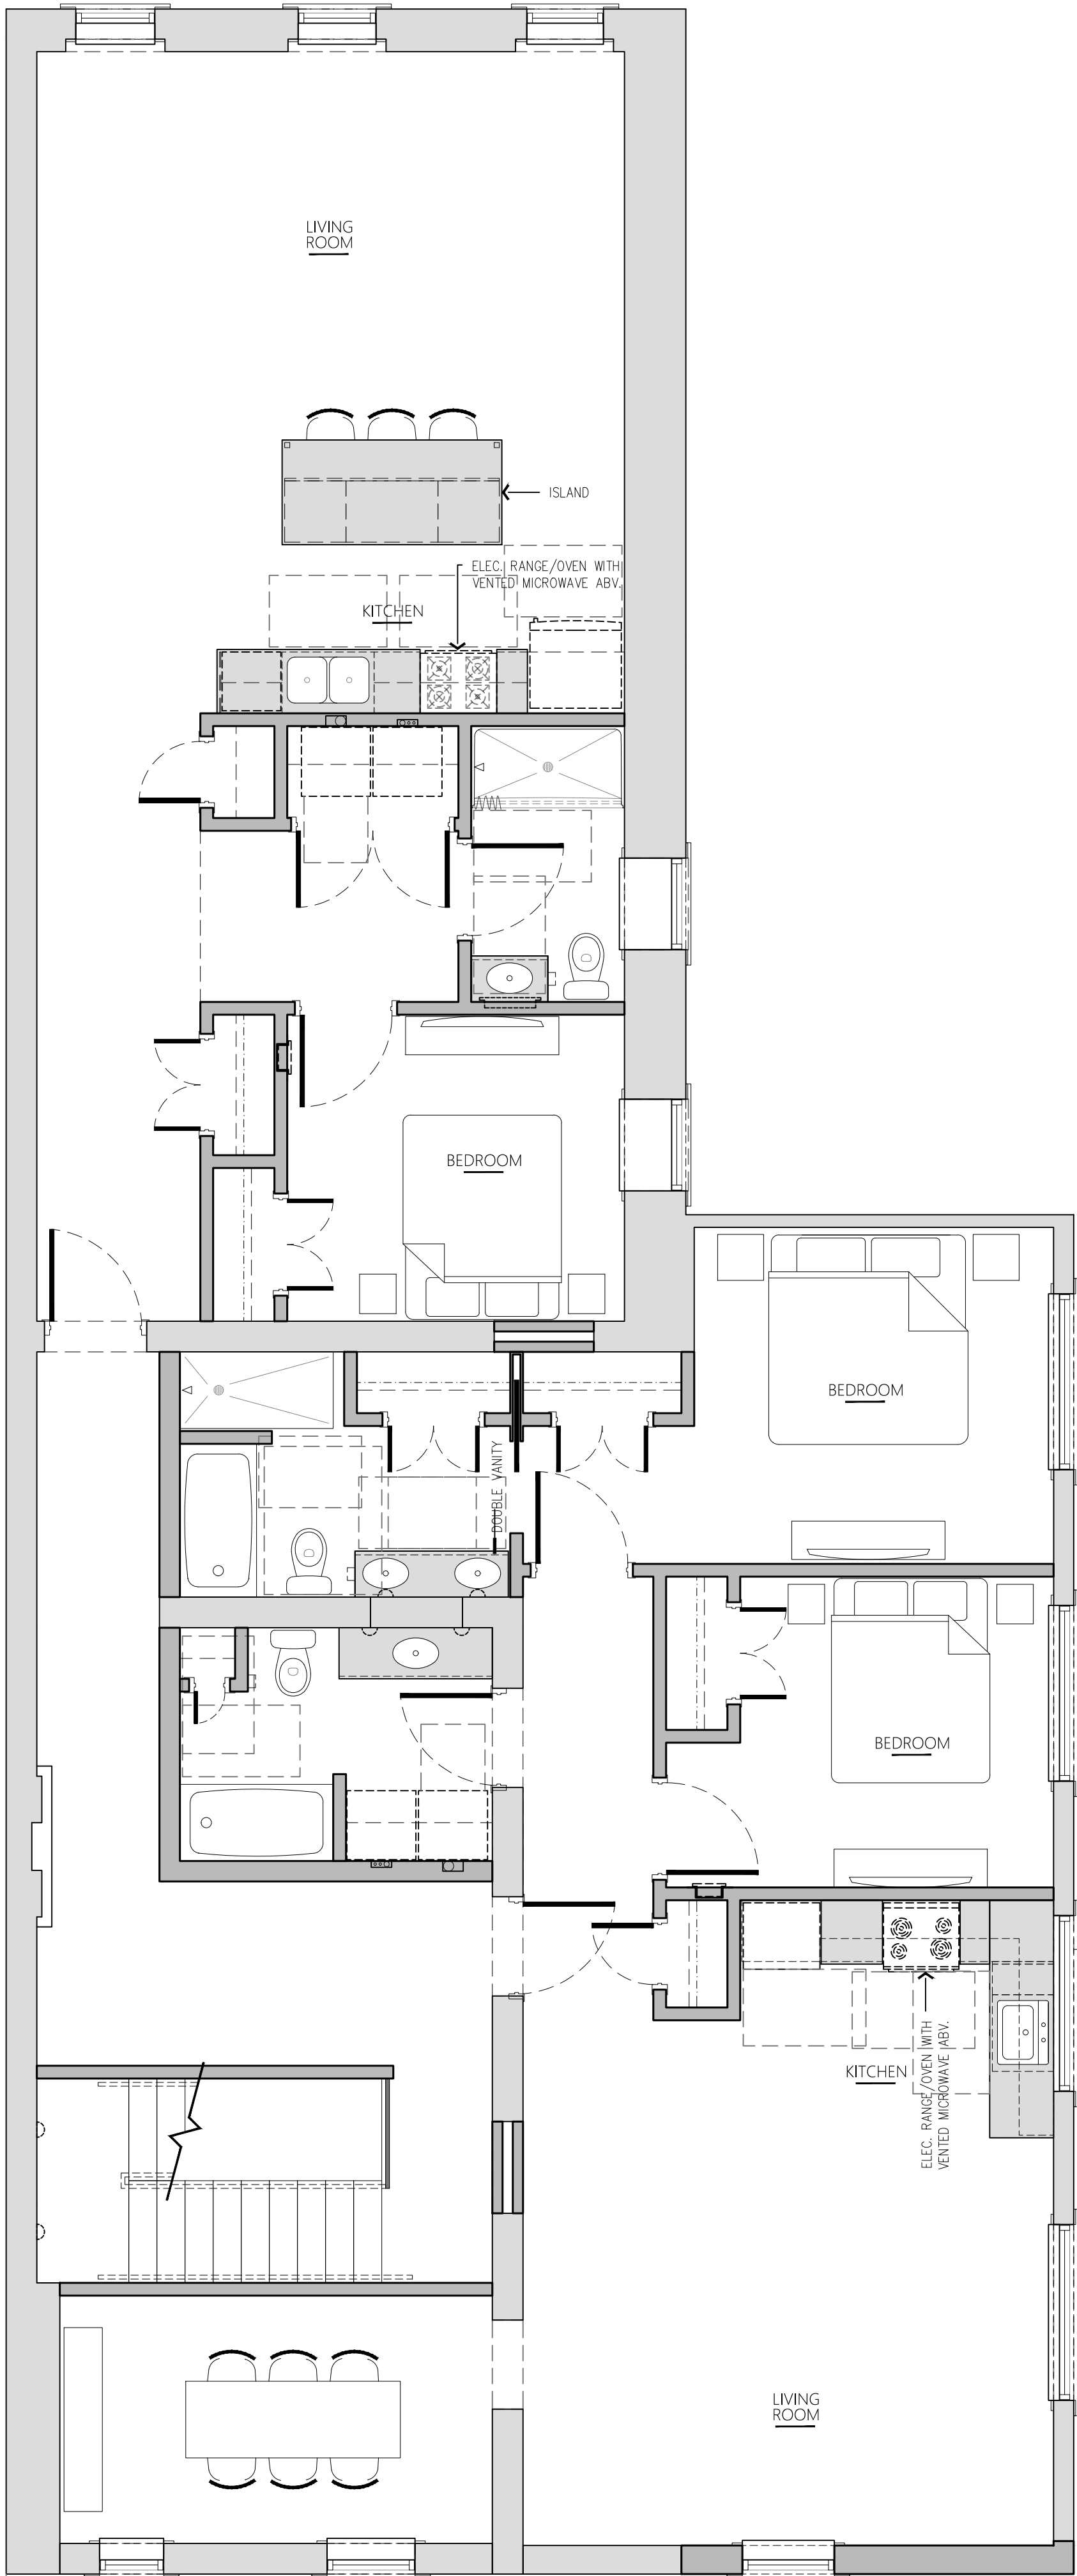 LIVING
ROOM
ISLAND
ELEC. RANGE/OVEN WITH
VENTED MICROWAVE ABV.
KITCHEN
BEDROOM
BEDROOM
DOUBLE VANITY
BEDROOM
KITCHEN
ELEC. RANGE/OVEN WITH
VENTED MICROWAVE ABV.
LIVING
ROOM